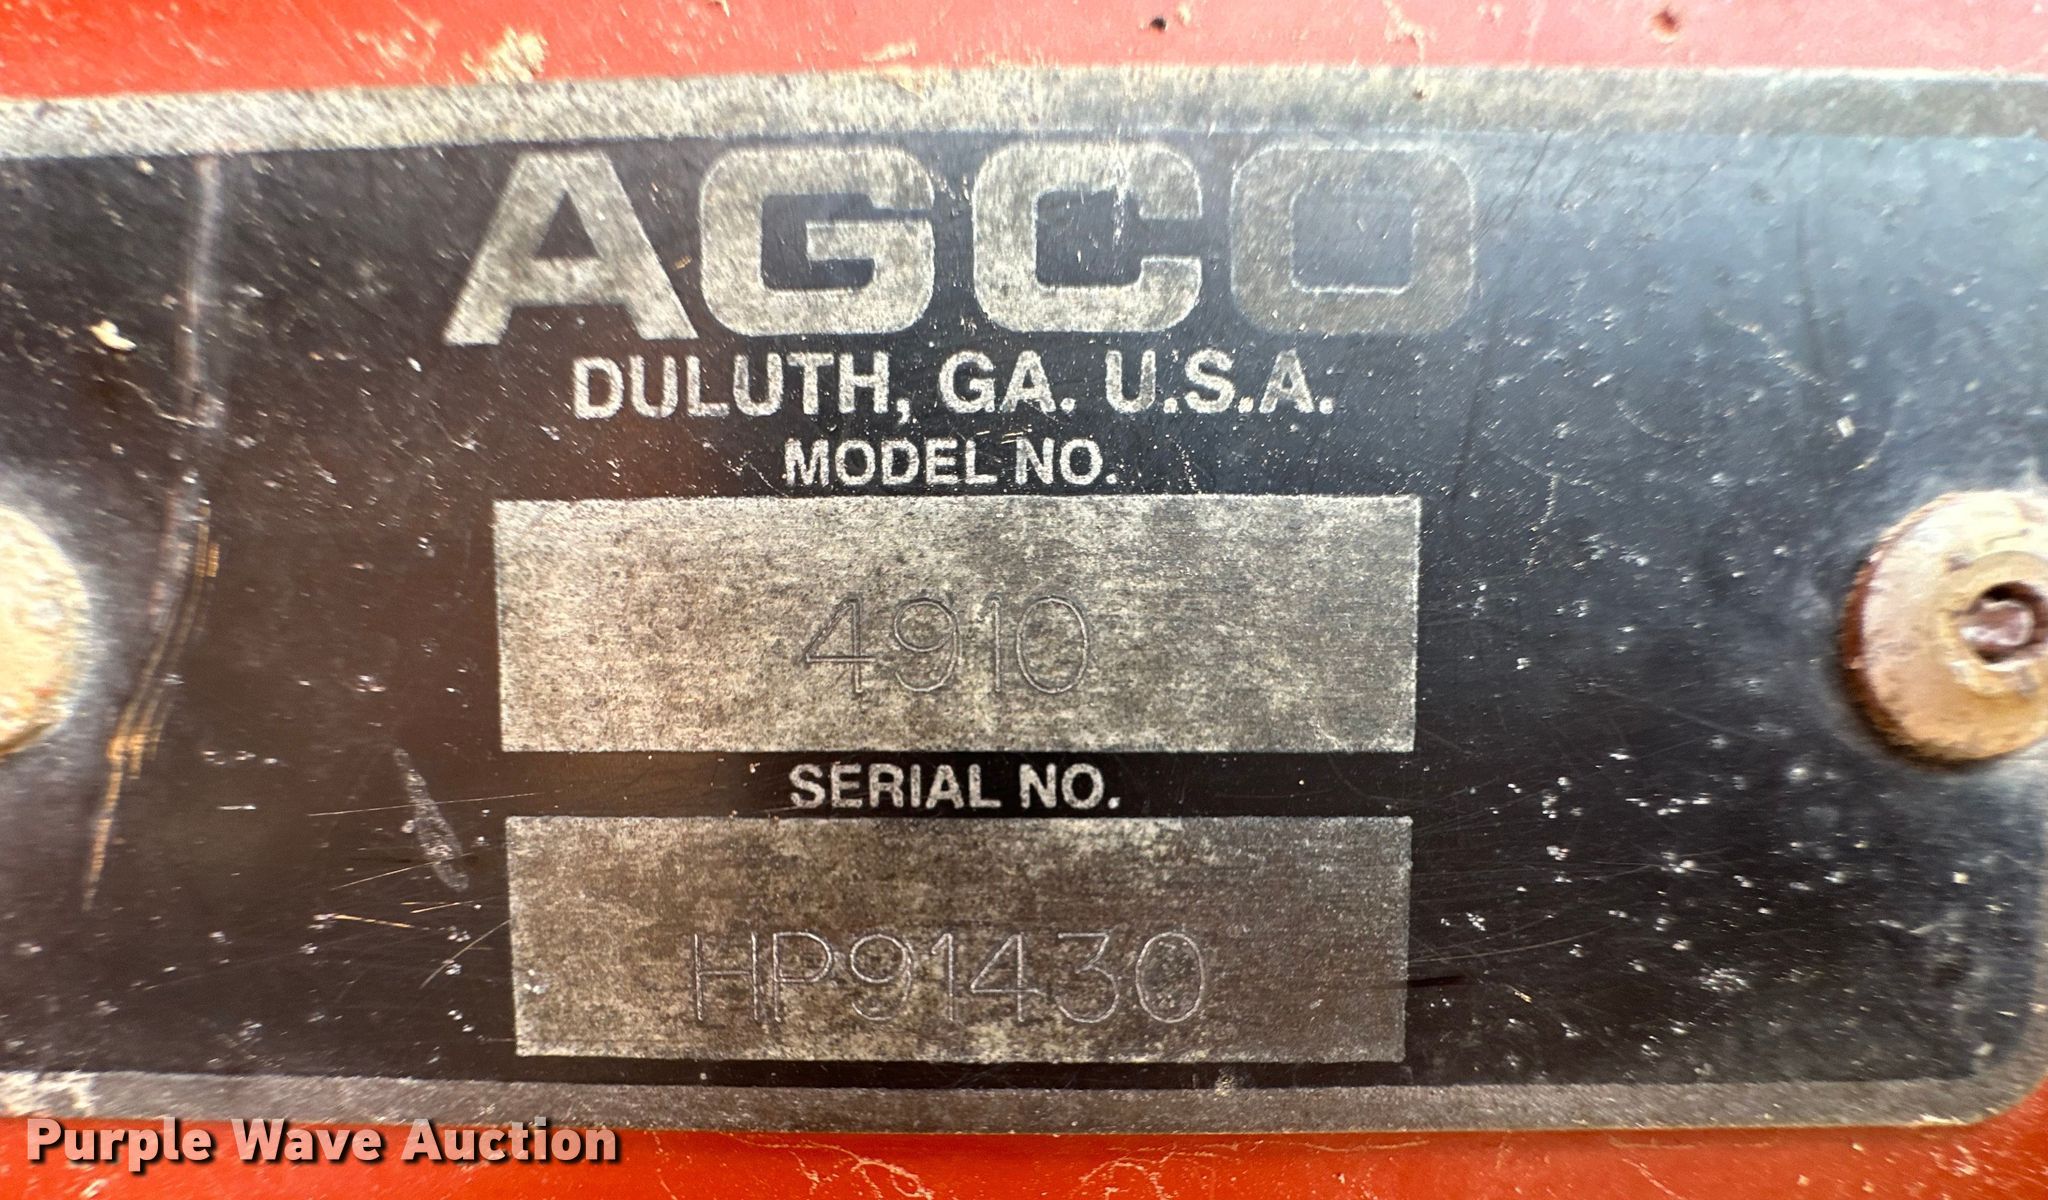 AGCO
DULUTH, GA. U.S.A.
MODEL NO.
4910
SERIAL NO.
HP91430
Purple Wave Auction